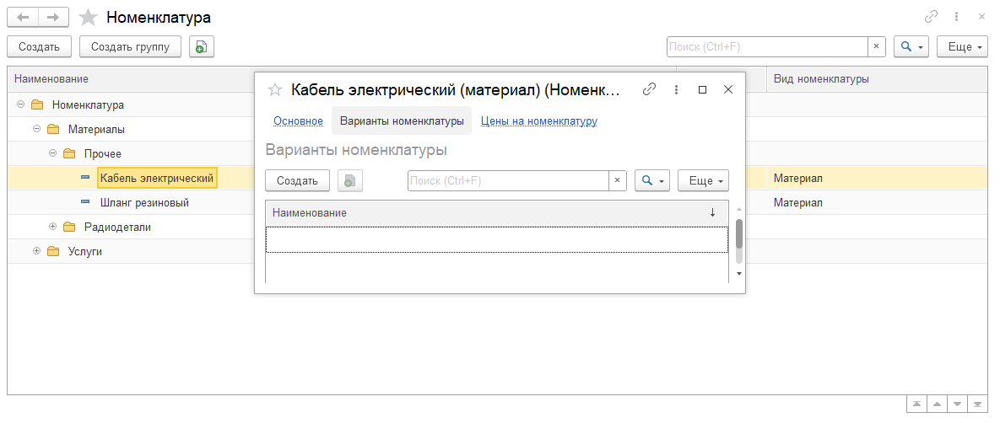 Номенклатура
Создать Создать группу Поиск (Ctrl+F) × Еще
Наименование Вид номенклатуры
Номенклатура
Материалы
Прочее
Кабель электрический Материал
Шланг резиновый Материал
Радиодетали
Услуги
Кабель электрический (материал) (Номенк...
Основное Варианты номенклатуры Цены на номенклатуру
Варианты номенклатуры
Создать Поиск (Ctrl+F) × Еще
Наименование ↓